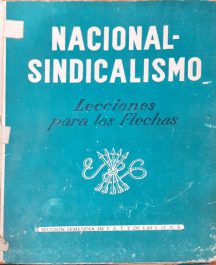 NACIONAL-
SINDICALISMO
Lecciones
para las Flechas
SECCION FEMENINA DE F. E. T. Y DE LAS J. O. N. S.